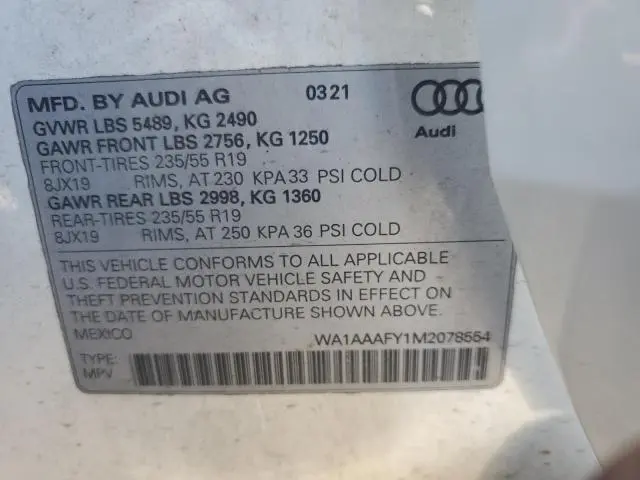 MFD. BY AUDI AG 03 21
GVWR LBS 5489, KG 2490
GAWR FRONT LBS 2756, KG 1250
FRONT-TIRES 235/55 R19
8JX19 RIMS, AT 230 KPA 33 PSI COLD
GAWR REAR LBS 2998, KG 1360
REAR-TIRES 235/55 R19
8JX19 RIMS, AT 250 KPA 36 PSI COLD
Audi
THIS VEHICLE CONFORMS TO ALL APPLICABLE
U.S. FEDERAL MOTOR VEHICLE SAFETY AND
THEFT PREVENTION STANDARDS IN EFFECT ON
THE DATE OF MANUFACTURE SHOWN ABOVE.
MEXICO WA1AAAFY1M2078554
TYPE:
MPV